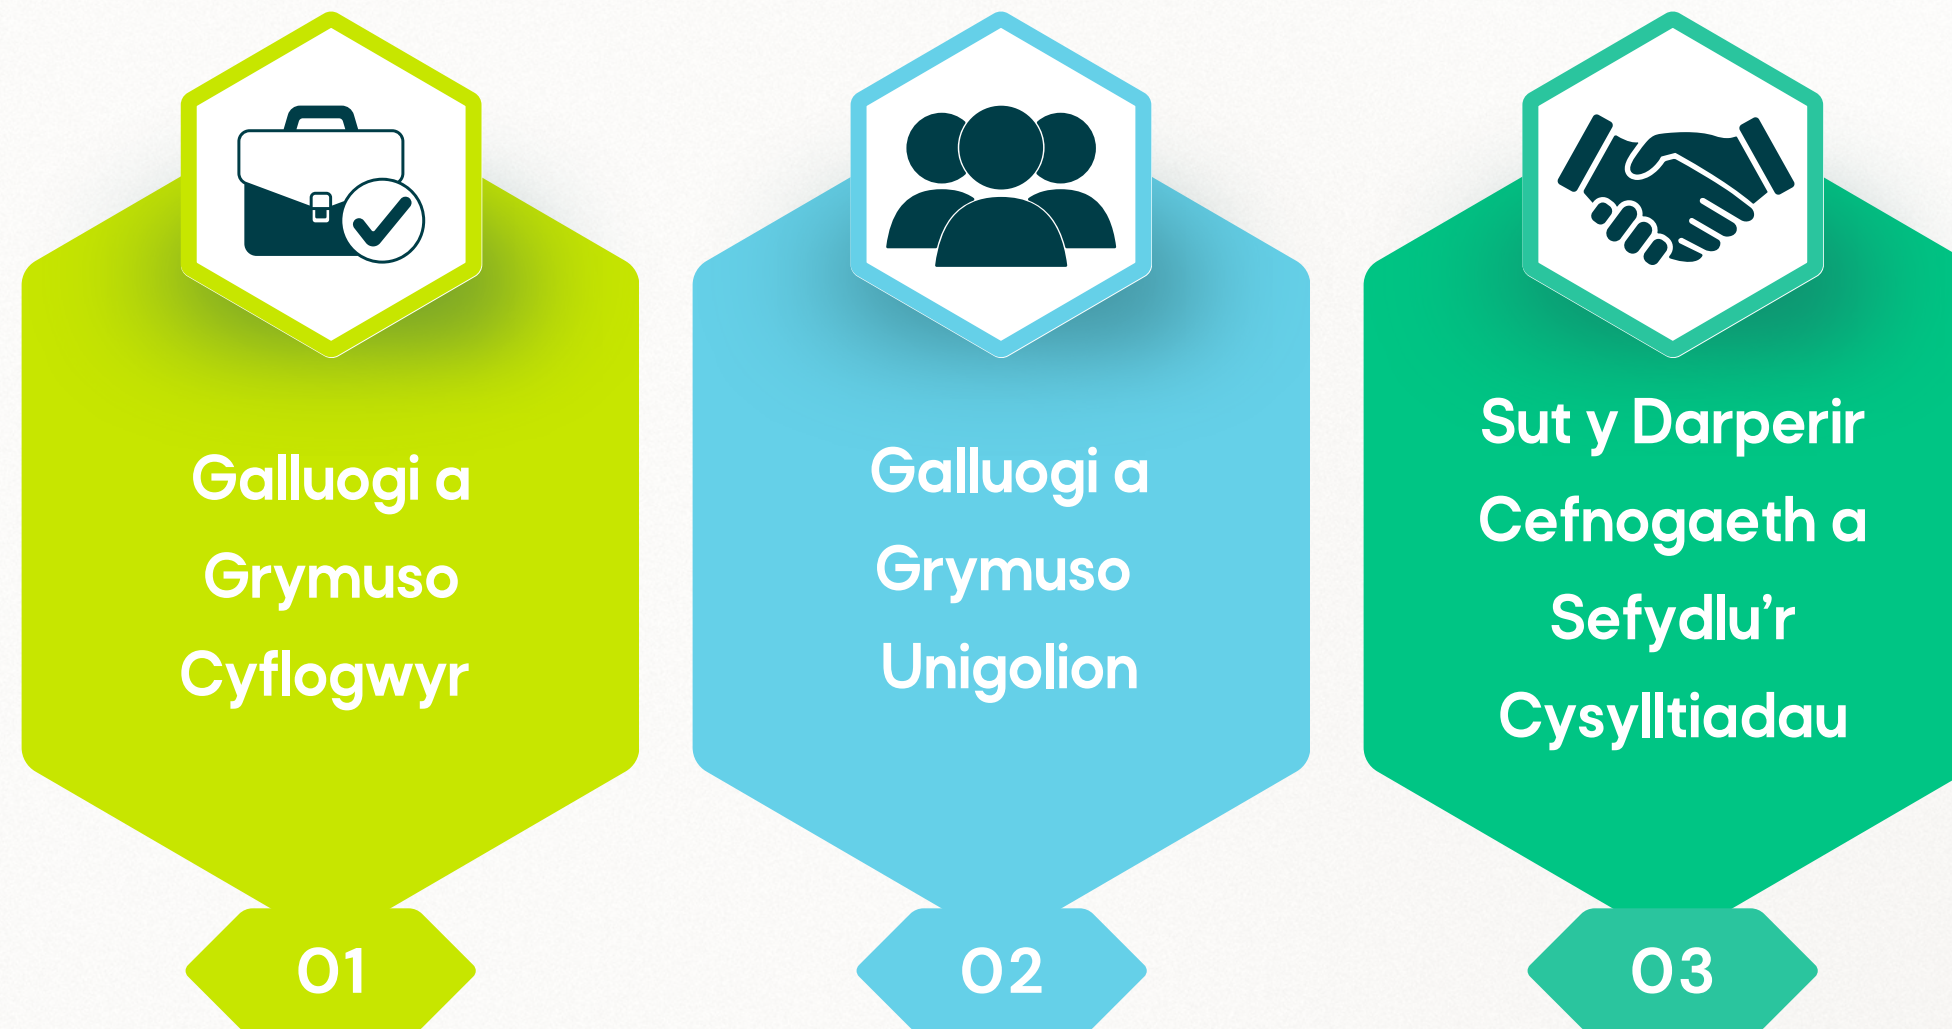 Galluogi a
Grymuso
Cyflogwyr
01
Galluogi a
Grymuso
Unigolion
02
Sut y Darperir
Cefnogaeth a
Sefydlu’r
Cysylltiadau
03